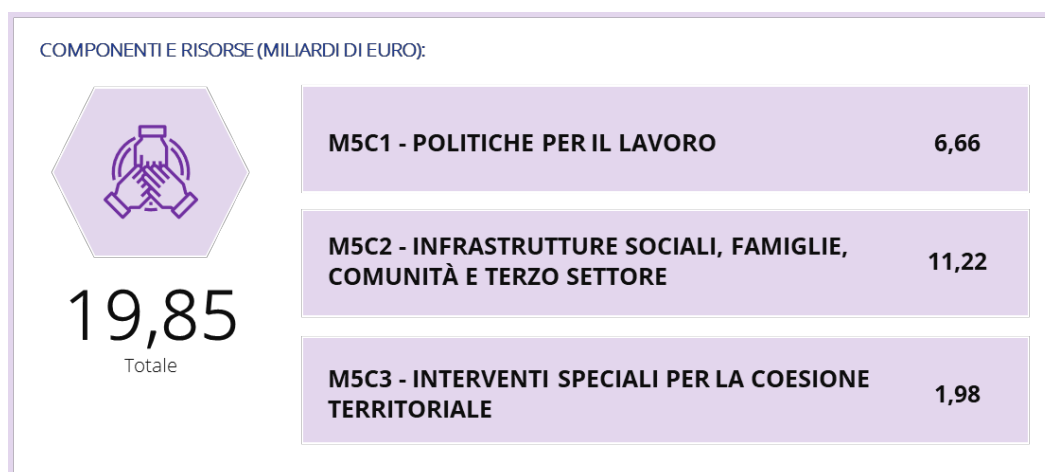 COMPONENTI E RISORSE (MILIARDI DI EURO):
M5C1 - POLITICHE PER IL LAVORO 6,66
M5C2 - INFRASTRUTTURE SOCIALI, FAMIGLIE,
COMUNITÀ E TERZO SETTORE 11,22
M5C3 - INTERVENTI SPECIALI PER LA COESIONE
TERRITORIALE 1,98
19,85
Totale